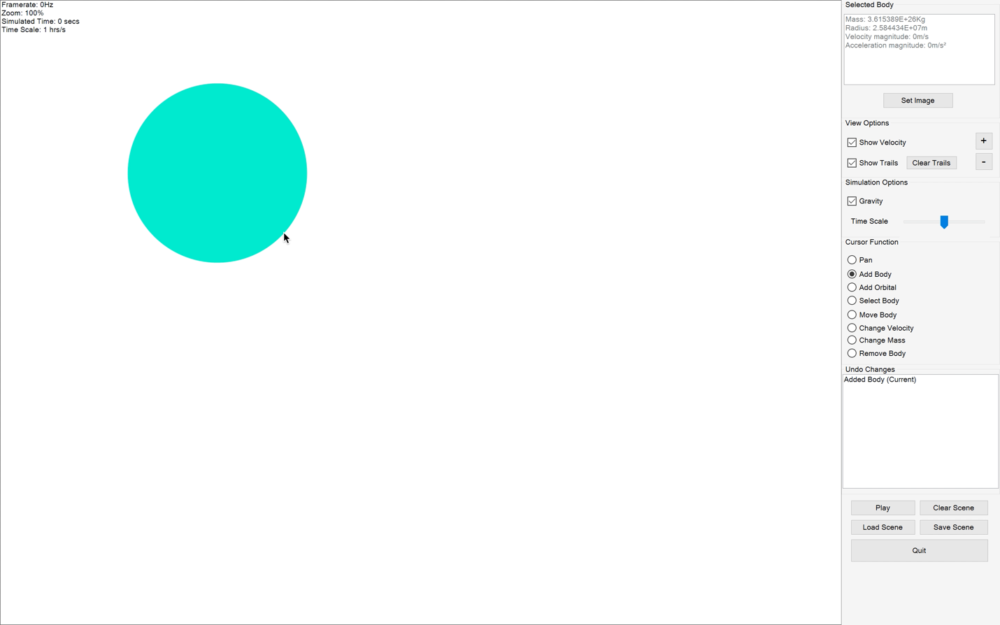 Framerate: 0Hz
Zoom: 100%
Simulated Time: 0 secs
Time Scale: 1 hrs/s
Selected Body
Mass: 3.615389E+26Kg
Radius: 2.584434E+07m
Velocity magnitude: 0m/s
Acceleration magnitude: 0m/s²
Set Image
View Options
Show Velocity
+
Show Trails
Clear Trails
-
Simulation Options
Gravity
Time Scale
Cursor Function
Pan
Add Body
Add Orbital
Select Body
Move Body
Change Velocity
Change Mass
Remove Body
Undo Changes
Added Body (Current)
Play
Clear Scene
Load Scene
Save Scene
Quit